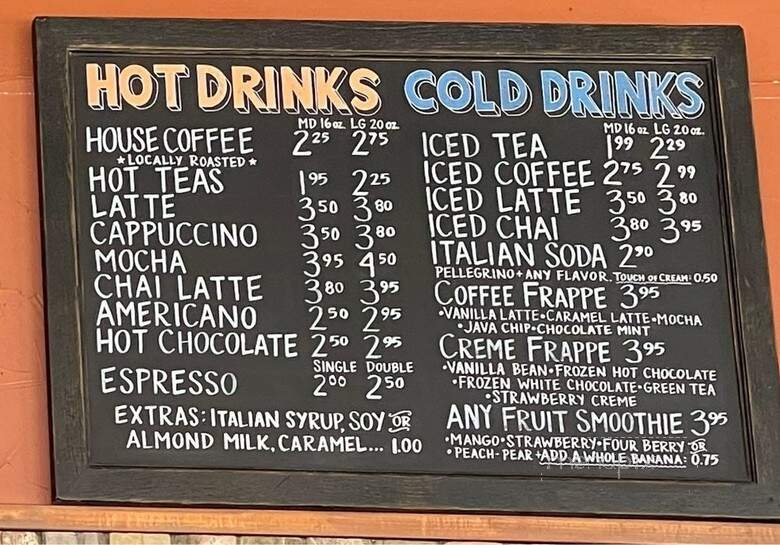 HOT DRINKS
MD 16oz LG 20oz
HOUSE COFFEE 2.25 2.75
*LOCALLY ROASTED*
HOT TEAS 1.95 2.25
LATTE 3.50 3.80
CAPPUCCINO 3.50 3.80
MOCHA 3.95 4.50
CHAI LATTE 3.80 3.95
AMERICANO 2.50 2.95
HOT CHOCOLATE 2.50 2.95
SINGLE DOUBLE
ESPRESSO 2.00 2.50
EXTRAS: ITALIAN SYRUP, SOY OR
ALMOND MILK, CARAMEL... 1.00
COLD DRINKS
MD 16oz LG 20oz.
ICED TEA 1.99 2.29
ICED COFFEE 2.75 2.99
ICED LATTE 3.50 3.80
ICED CHAI 3.80 3.95
ITALIAN SODA 2.90
PELLEGRINO + ANY FLAVOR. TOUCH OF CREAM: 0.50
COFFEE FRAPPE 3.95
•VANILLA LATTE•CARAMEL LATTE•MOCHA
•JAVA CHIP•CHOCOLATE MINT
CREME FRAPPE 3.95
•VANILLA BEAN•FROZEN HOT CHOCOLATE
•FROZEN WHITE CHOCOLATE•GREEN TEA
•STRAWBERRY CREME
ANY FRUIT SMOOTHIE 3.95
•MANGO•STRAWBERRY•FOUR BERRY OR
•PEACH-PEAR +ADD A WHOLE BANANA: 0.75